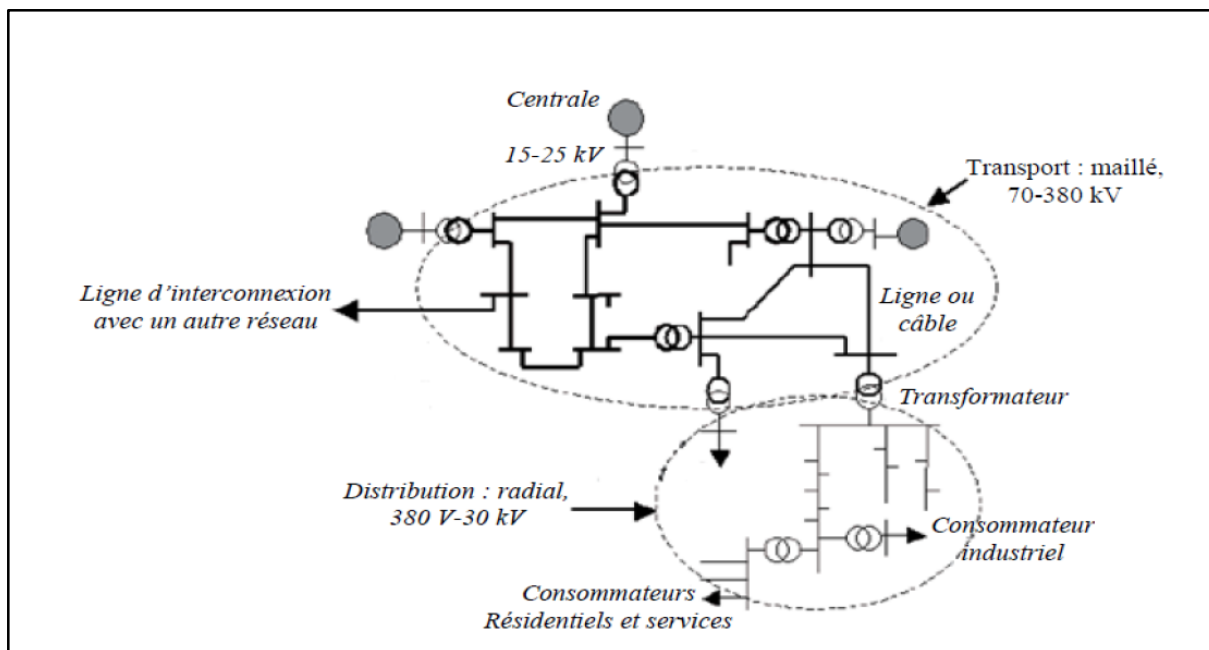 Centrale
15-25 kV
Transport : maillé,
70-380 kV
Ligne d'interconnexion
avec un autre réseau
Ligne ou
câble
Transformateur
Distribution : radial,
380 V-30 kV
Consommateur
industriel
Consommateurs
Résidentiels et services